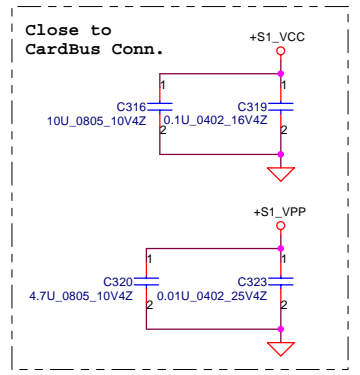 Close to
CardBus Conn.
+S1_VCC
1
1
C316
C319
10U_0805_10V4Z
0.1U_0402_16V4Z
2
2
+S1_VPP
1
1
C320
C323
4.7U_0805_10V4Z
0.01U_0402_25V4Z
2
2